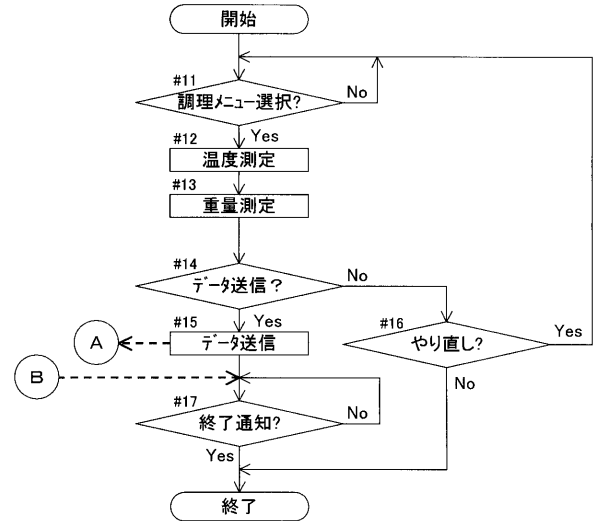 開始
#11
調理メニュー選択?
No
Yes
#12
温度測定
#13
重量測定
#14
データ送信?
No
Yes
#15
データ送信
A
#16
やり直し?
Yes
No
B
#17
終了通知?
No
Yes
終了